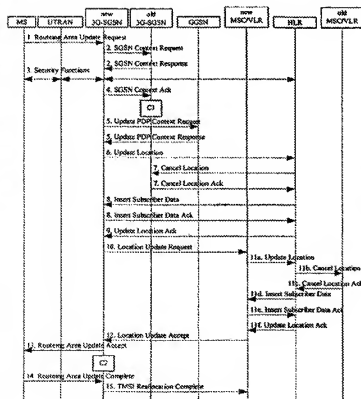 MS
UTRAN
new 3G-SGSN
old 3G-SGSN
GGSN
new MSC/VLR
HLR
old MSC/VLR
1. Routeing Area Update Request
2. SGSN Context Request
2. SGSN Context Response
3. Security Functions
4. SGSN Context Ack
C1
5. Update PDP Context Request
5. Update PDP Context Response
6. Update Location
7. Cancel Location
7. Cancel Location Ack
8. Insert Subscriber Data
8. Insert Subscriber Data Ack
9. Update Location Ack
10. Location Update Request
11a. Update Location
11b. Cancel Location
11c. Cancel Location Ack
11d. Insert Subscriber Data
11e. Insert Subscriber Data Ack
11f. Update Location Ack
12. Location Update Accept
13. Routeing Area Update Accept
C2
14. Routeing Area Update Complete
15. TMSI Reallocation Complete